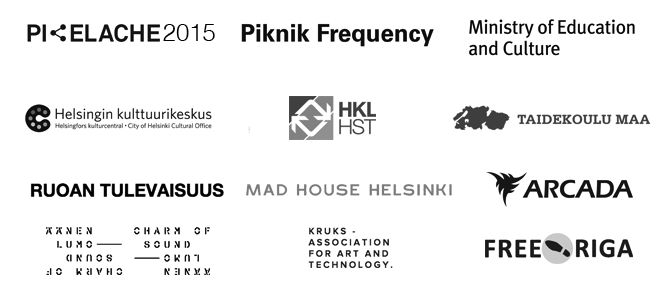 PIXELACHE 2015
Piknik Frequency
Ministry of Education
and Culture
Helsingin kulttuurikeskus
Helsingfors kulturcentral · City of Helsinki Cultural Office
HKL
HST
TAIDEKOULU MAA
RUOAN TULEVAISUUS
MAD HOUSE HELSINKI
ARCADA
ÄÄNEN CHARM OF
LUMO — SOUND
SOUND — LUMO
CHARM OF ÄÄNEN
KRUKS -
ASSOCIATION
FOR ART AND
TECHNOLOGY.
FREE RIGA